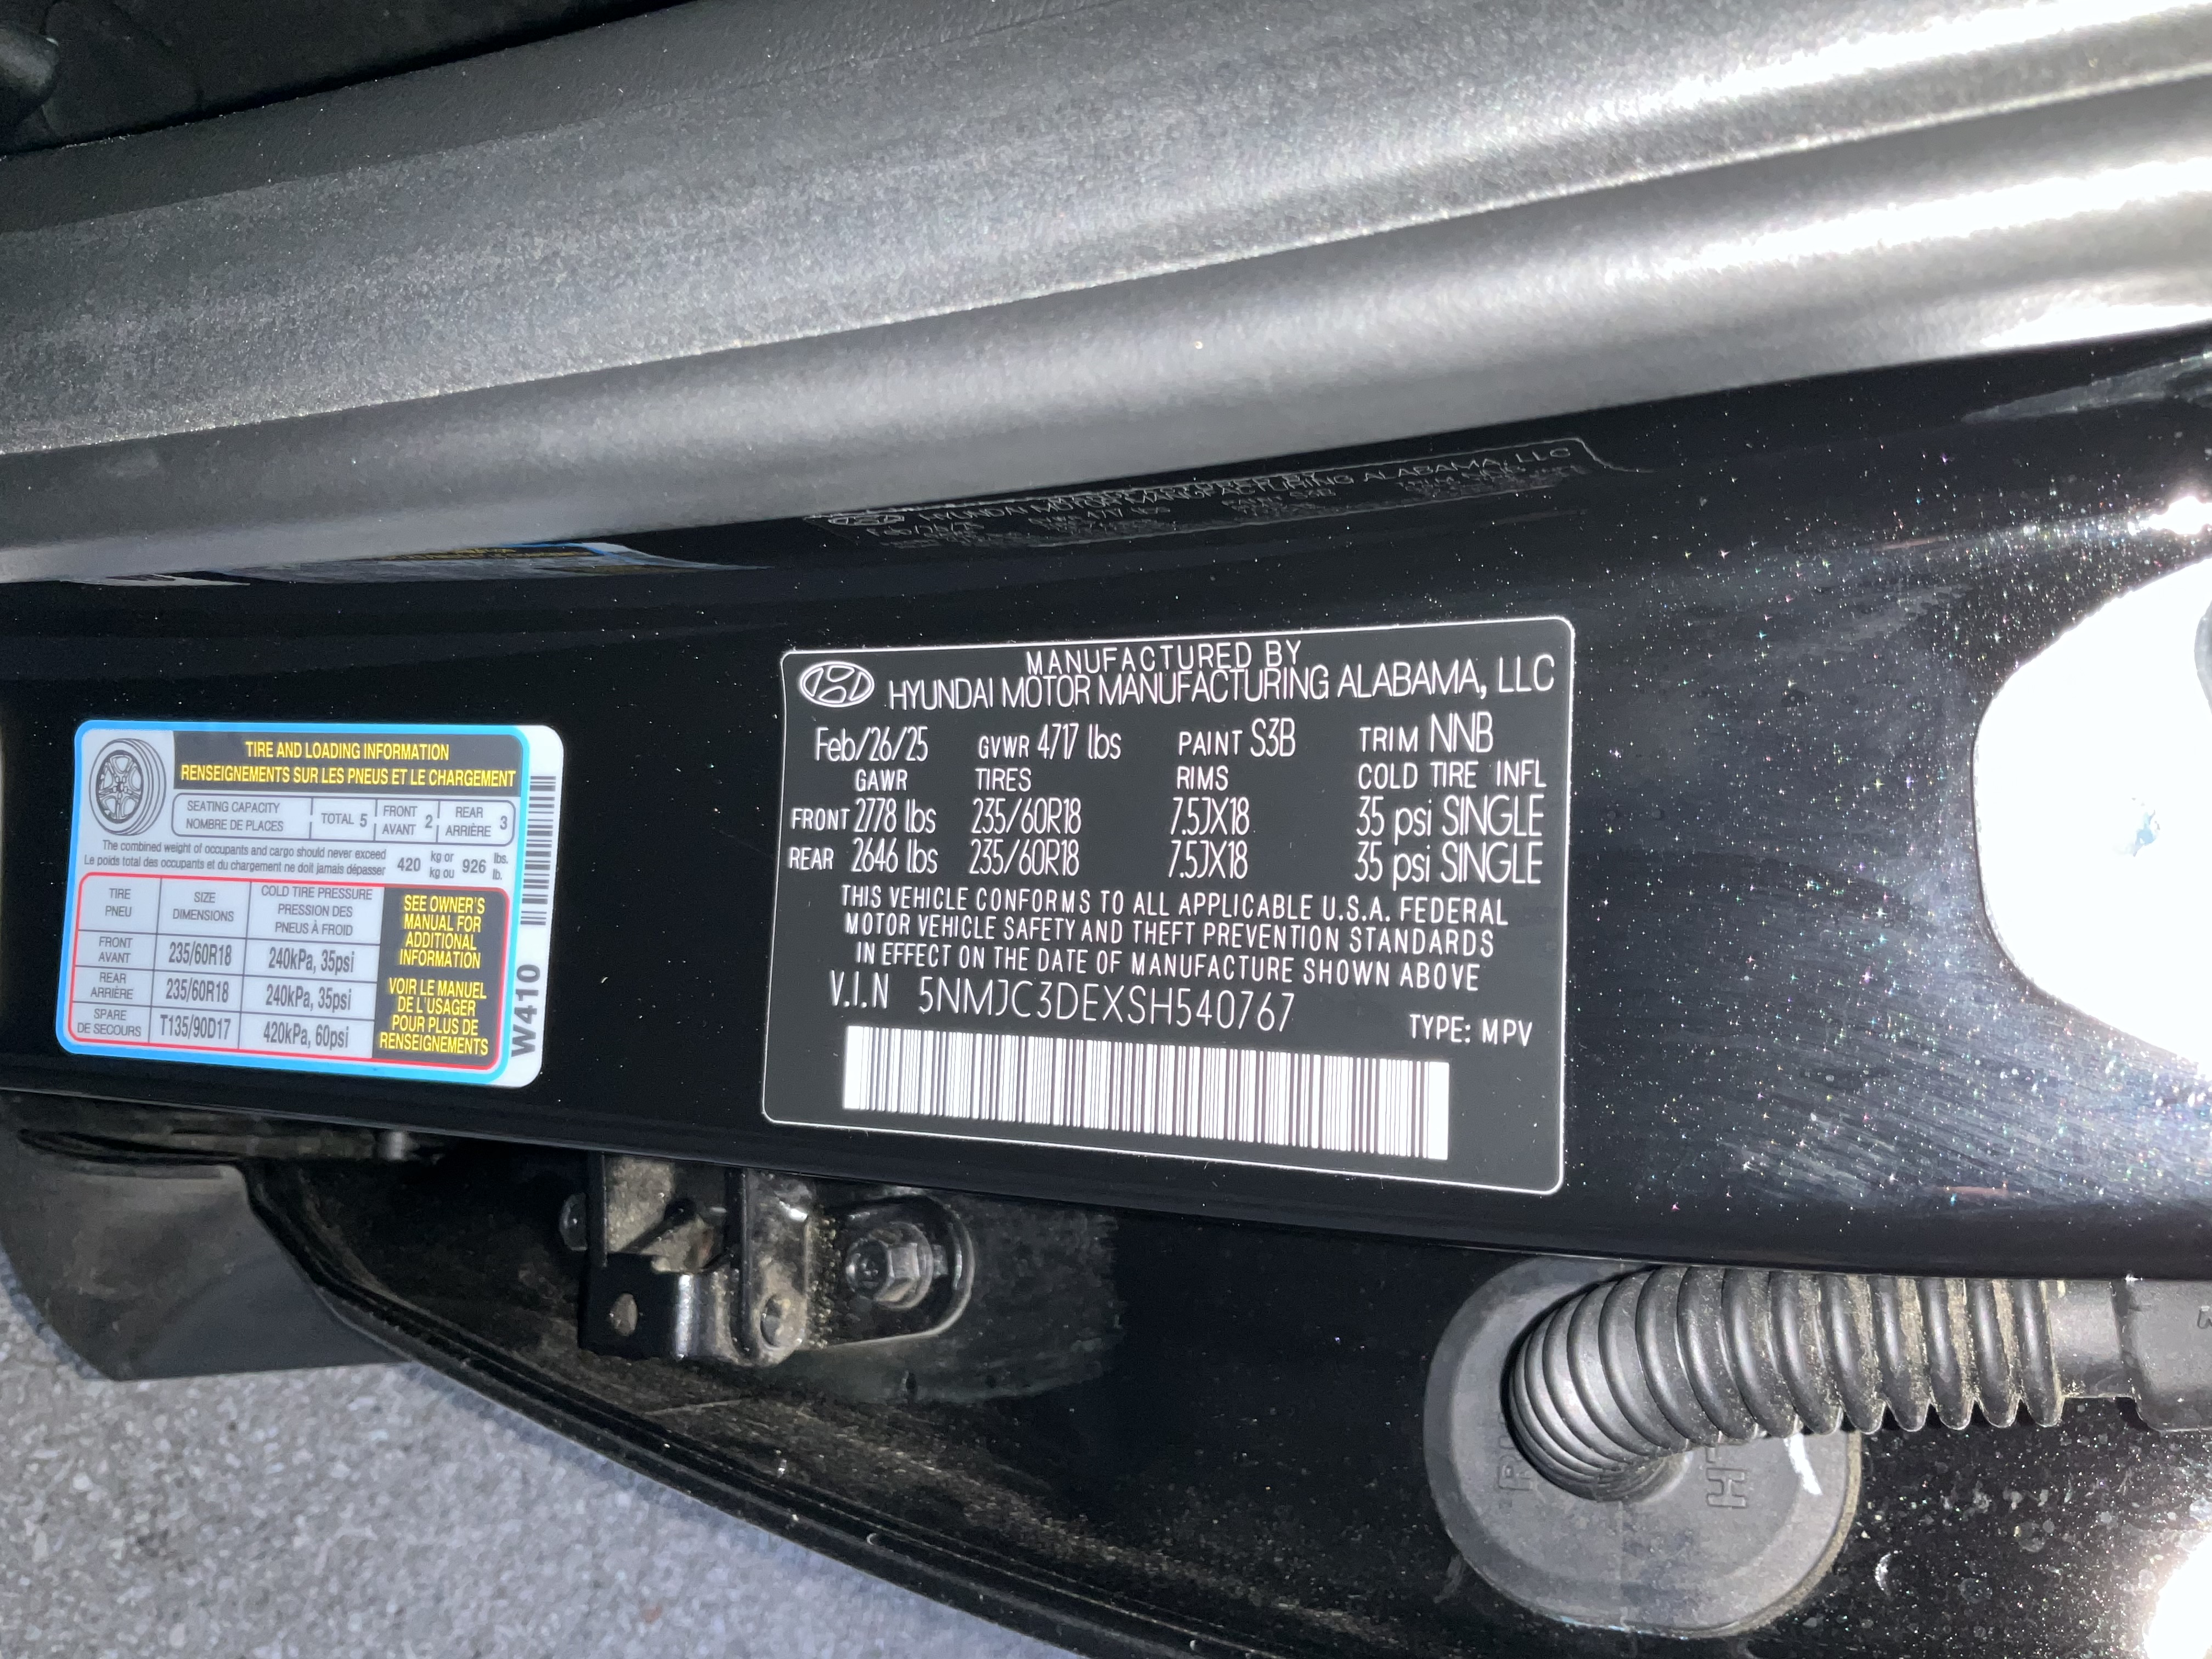 TIRE AND LOADING INFORMATION
RENSEIGNEMENTS SUR LES PNEUS ET LE CHARGEMENT
SEATING CAPACITY
NOMBRE DE PLACES
TOTAL 5
FRONT
AVANT 2
REAR
ARRIÈRE 3
The combined weight of occupants and cargo should never exceed
Le poids total des occupants et du chargement ne doit jamais dépasser
420 kg or
kg ou
926 lbs.
lb.
TIRE
PNEU
SIZE
DIMENSIONS
COLD TIRE PRESSURE
PRESSION DES
PNEUS À FROID
FRONT
AVANT
235/60R18
240kPa, 35psi
REAR
ARRIÈRE
235/60R18
240kPa, 35psi
SPARE
DE SECOURS
T135/90D17
420kPa, 60psi
SEE OWNER'S
MANUAL FOR
ADDITIONAL
INFORMATION
VOIR LE MANUEL
DE L'USAGER
POUR PLUS DE
RENSEIGNEMENTS
W410
MANUFACTURED BY
HYUNDAI MOTOR MANUFACTURING ALABAMA, LLC
Feb/26/25 GVWR 4717 lbs PAINT S3B TRIM NNB
GAWR TIRES RIMS COLD TIRE INFL
FRONT 2778 lbs 235/60R18 7.5JX18 35 psi SINGLE
REAR 2646 lbs 235/60R18 7.5JX18 35 psi SINGLE
THIS VEHICLE CONFORMS TO ALL APPLICABLE U.S.A. FEDERAL
MOTOR VEHICLE SAFETY AND THEFT PREVENTION STANDARDS
IN EFFECT ON THE DATE OF MANUFACTURE SHOWN ABOVE
V.I.N 5NMJC3DEXSH540767
TYPE: MPV